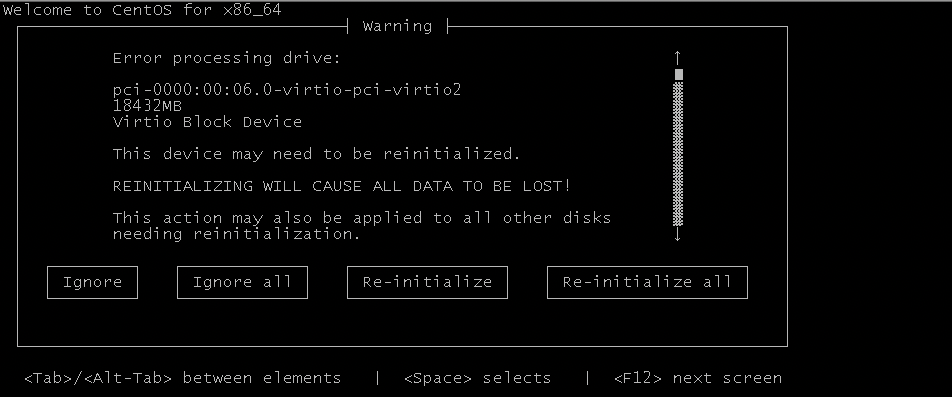 Welcome to CentOS for x86_64
Warning
Error processing drive:
pci-0000:00:06.0-virtio-pci-virtio2
18432MB
Virtio Block Device
This device may need to be reinitialized.
REINITIALIZING WILL CAUSE ALL DATA TO BE LOST!
This action may also be applied to all other disks
needing reinitialization.
Ignore Ignore all Re-initialize Re-initialize all
<Tab>/<Alt-Tab> between elements | <Space> selects | <F12> next screen